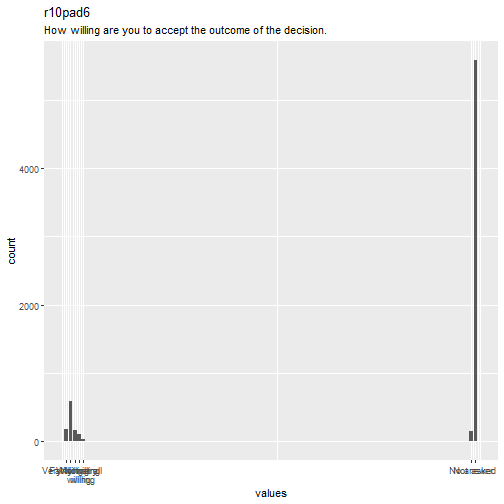 r10pad6
How willing are you to accept the outcome of the decision.
4000
2000
0
count
values